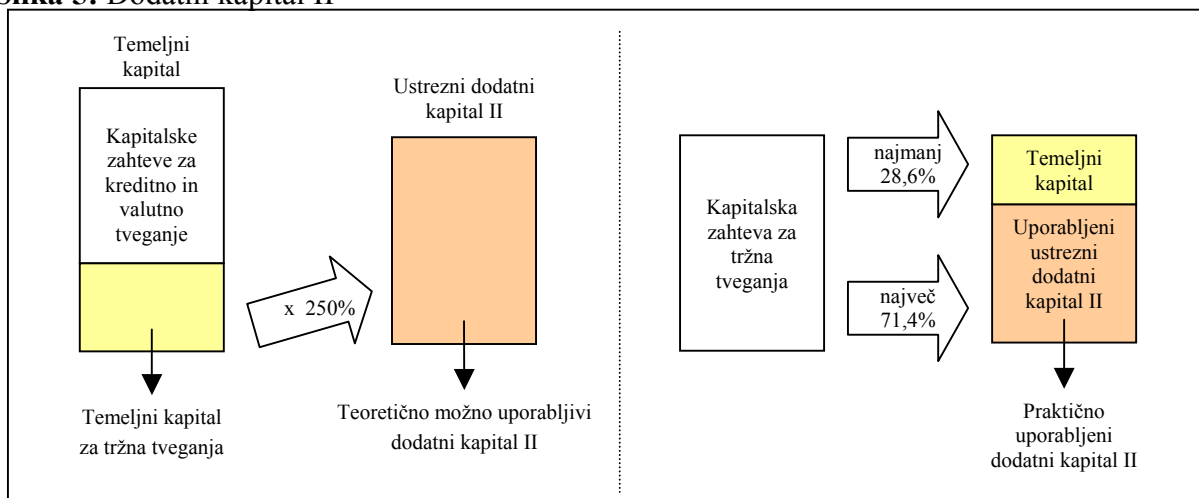 Dodatni kapital II
Temeljni
kapital
Kapitalske
zahteve za
kreditno in
valutno
tveganje
x 250%
Ustrezni dodatni
kapital II
Temeljni kapital
za tržna tveganja
Teoretično možno uporabljivi
dodatni kapital II
Kapitalska
zahteva za
tržna
tveganja
najmanj
28,6%
največ
71,4%
Temeljni
kapital
Uporabljeni
ustrezni
dodatni
kapital II
Praktično
uporabljeni
dodatni kapital II